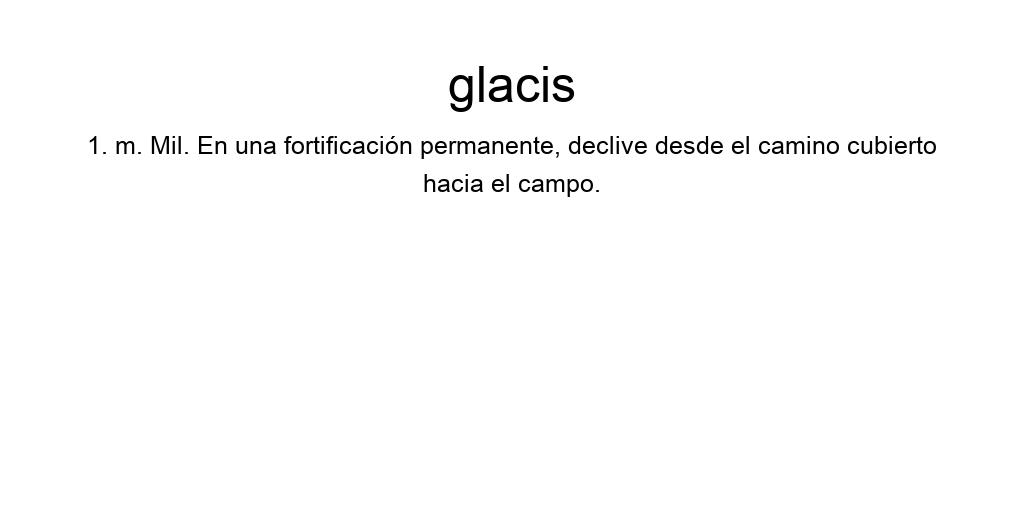 glacis
1. m. Mil. En una fortificación permanente, declive desde el camino cubierto
hacia el campo.